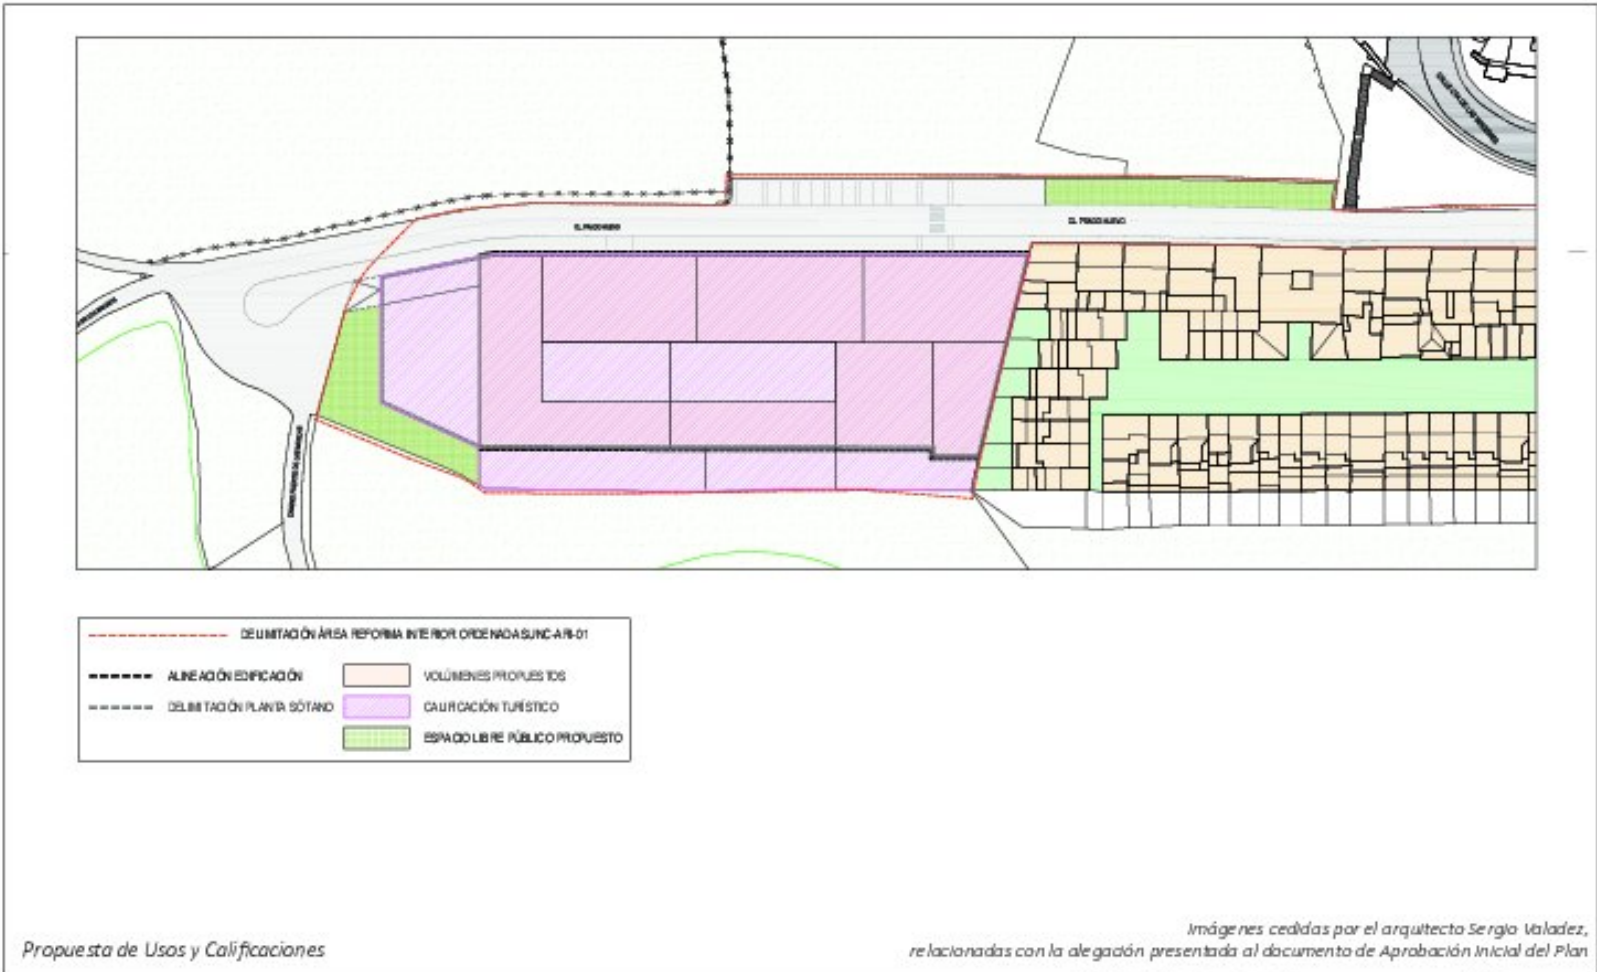 DELIMITACIÓN ÁREA REFORMA INTERIOR ORDENADA SUNC-ARI-01
ALINEACIÓN EDIFICACIÓN
VOLÚMENES PROPUESTOS
DELIMITACIÓN PLANTA SÓTANO
CALIFICACIÓN TURÍSTICO
ESPACIO LIBRE PÚBLICO PROPUESTO
Propuesta de Usos y Calificaciones
Imágenes cedidas por el arquitecto Sergio Valadez,
relacionadas con la alegación presentada al documento de Aprobación Inicial del Plan